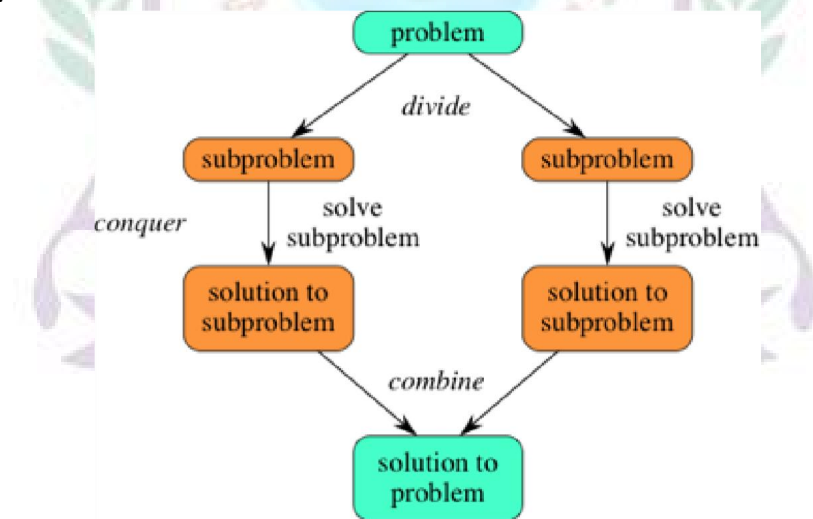 problem
divide
subproblem
subproblem
conquer
solve
subproblem
solve
subproblem
solution to
subproblem
solution to
subproblem
combine
solution to
problem